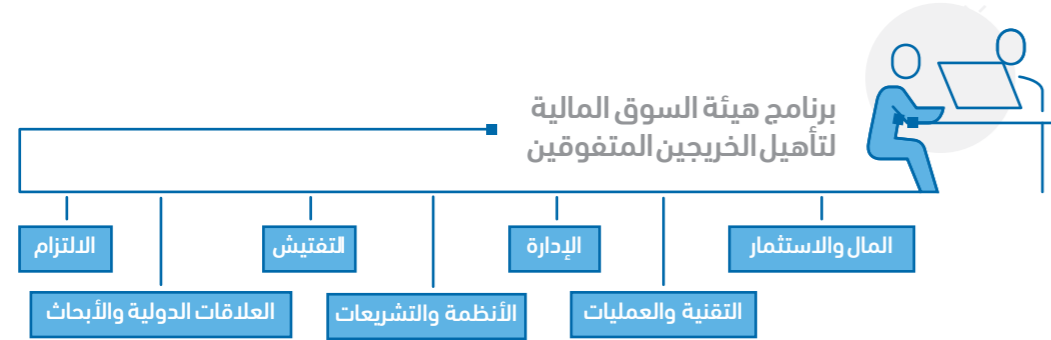 برنامج هيئة السوق المالية
لتأهيل الخريجين المتفوقين
المال والاستثمار
الإدارة
التفتيش
الالتزام
التقنية والعمليات
الأنظمة والتشريعات
العلاقات الدولية والأبحاث